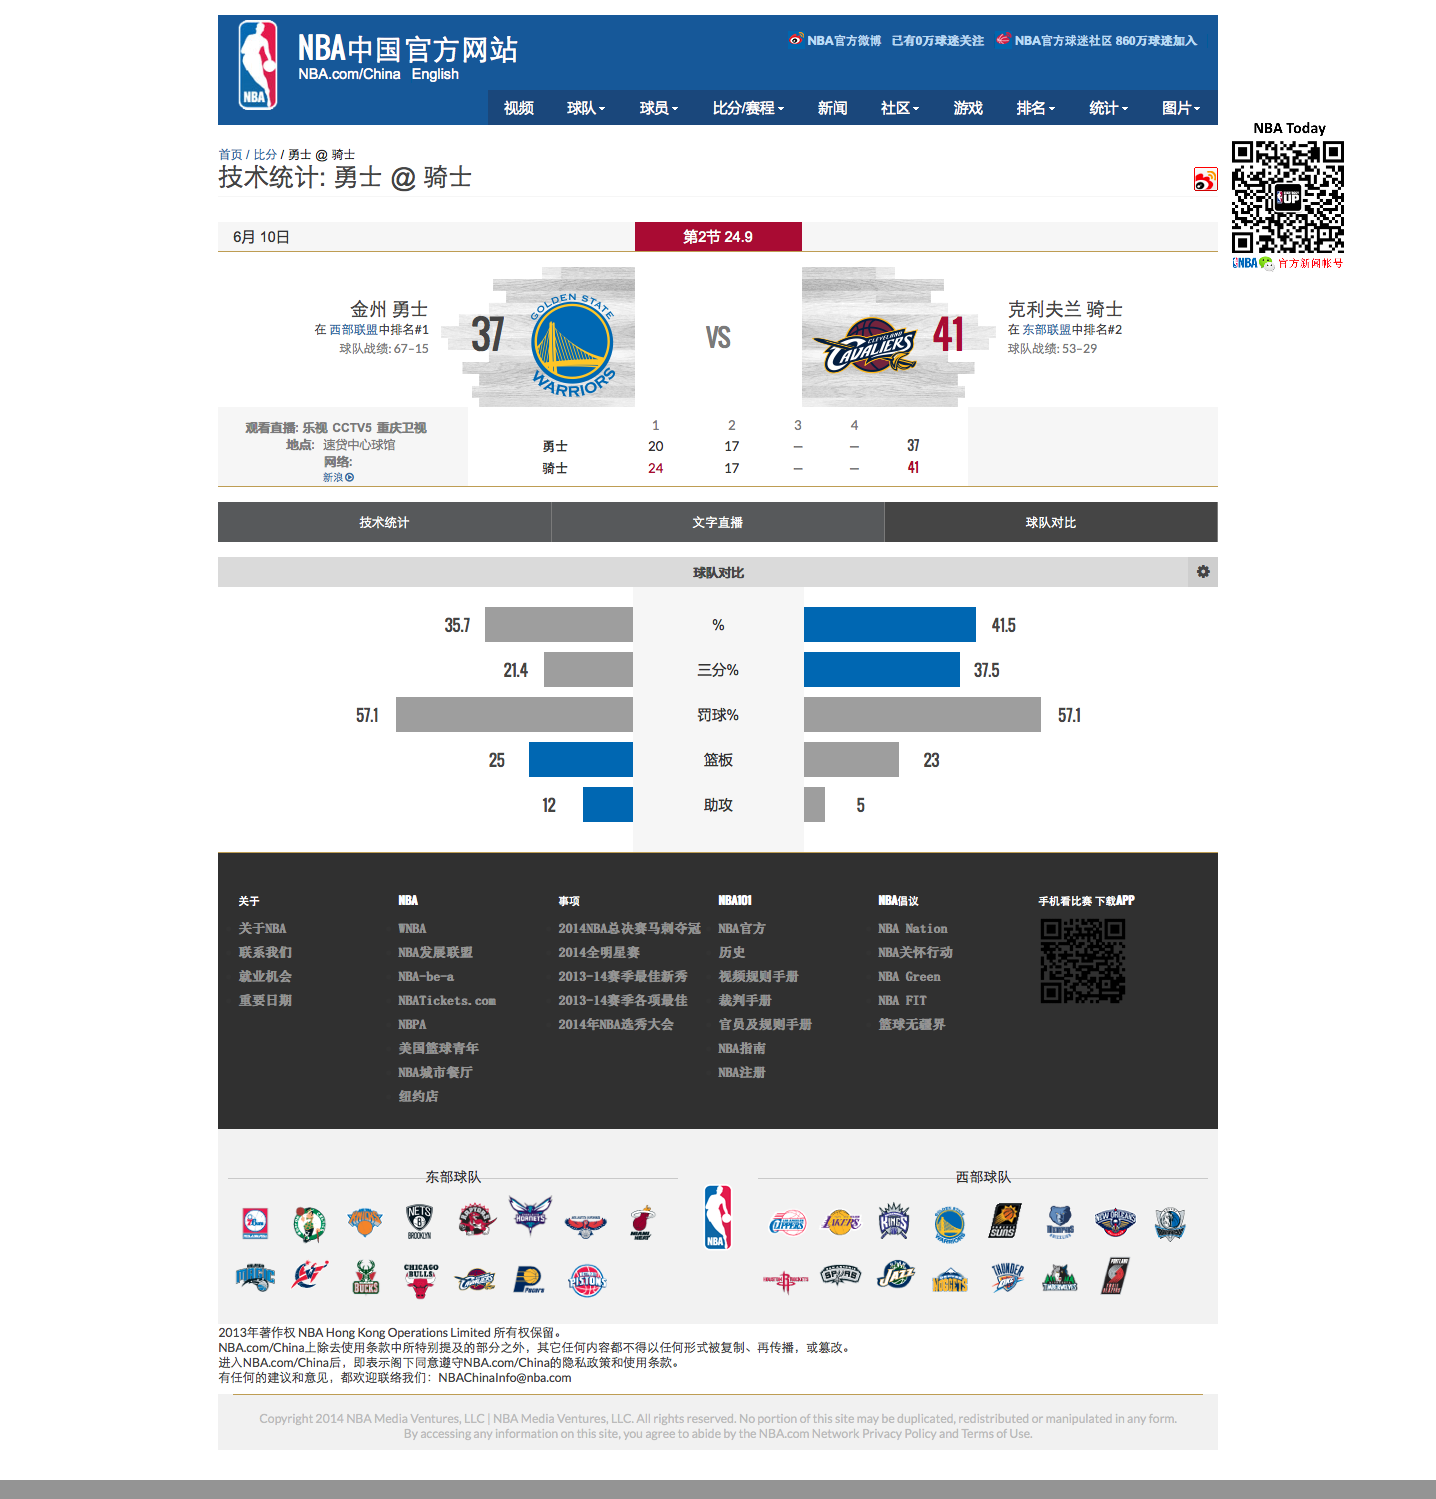 NBA中国官方网站
NBA.com/China English
NBA官方微博 已有0万球迷关注 NBA官方球迷社区 860万球迷加入
视频 球队 球员 比分/赛程 新闻 社区 游戏 排名 统计 图片
NBA Today
UP
NBA 官方新闻帐号
首页 / 比分 / 勇士 @ 骑士
技术统计: 勇士 @ 骑士
6月 10日
第2节 24.9
金州 勇士
在 西部联盟中排名#1
球队战绩: 67-15
37
GOLDEN STATE
WARRIORS
VS
CLEVELAND
CAVALIERS
41
克利夫兰 骑士
在 东部联盟中排名#2
球队战绩: 53-29
观看直播: 乐视 CCTV5 重庆卫视
地点: 速贷中心球馆
网络:
新浪
1 2 3 4
勇士 20 17 — — 37
骑士 24 17 — — 41
技术统计 文字直播 球队对比
球队对比
35.7 % 41.5
21.4 三分% 37.5
57.1 罚球% 57.1
25 篮板 23
12 助攻 5
关于
关于NBA
联系我们
就业机会
重要日期
NBA
WNBA
NBA发展联盟
NBA-be-a
NBATickets.com
NBPA
美国篮球青年
NBA城市餐厅
纽约店
事项
2014NBA总决赛马刺夺冠
2014全明星赛
2013-14赛季最佳新秀
2013-14赛季各项最佳
2014年NBA选秀大会
NBA101
NBA官方
历史
视频规则手册
裁判手册
官员及规则手册
NBA指南
NBA注册
NBA倡议
NBA Nation
NBA关怀行动
NBA Green
NBA FIT
篮球无疆界
手机看比赛 下载APP
东部球队
西部球队
2013年著作权 NBA Hong Kong Operations Limited 所有权保留。
NBA.com/China上除去使用条款中所特别提及的部分之外，其它任何内容都不得以任何形式被复制、再传播，或篡改。
进入NBA.com/China后，即表示阁下同意遵守NBA.com/China的隐私政策和使用条款。
有任何的建议和意见，都欢迎联络我们：NBAChinaInfo@nba.com
Copyright 2014 NBA Media Ventures, LLC | NBA Media Ventures, LLC. All rights reserved. No portion of this site may be duplicated, redistributed or manipulated in any form.
By accessing any information on this site, you agree to abide by the NBA.com Network Privacy Policy and Terms of Use.